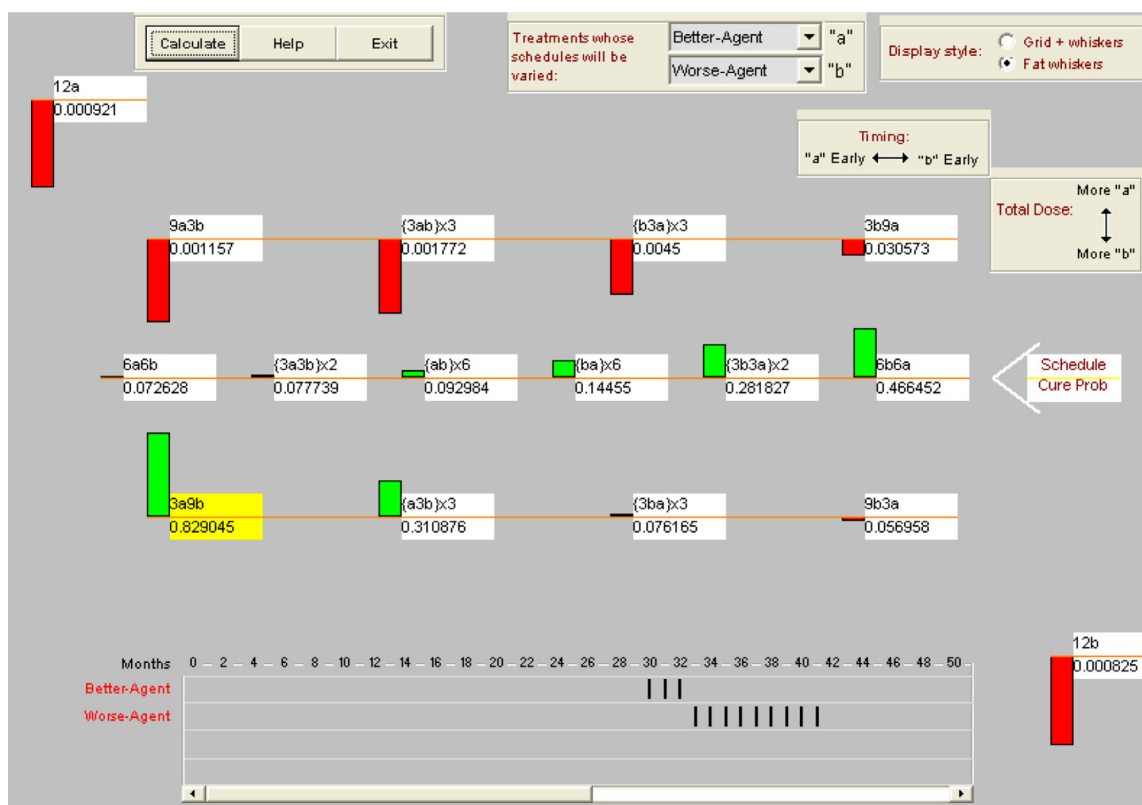 Calculate Help Exit
Treatments whose schedules will be varied:
Better-Agent "a"
Worse-Agent "b"
Display style:
Grid + whiskers
Fat whiskers
12a
0.000921
Timing:
"a" Early "b" Early
More "a"
Total Dose:
More "b"
9a3b {3ab}x3 {b3a}x3 3b9a
0.001157 0.001772 0.0045 0.030573
6a6b {3a3b}x2 {ab}x6 {ba}x6 {3b3a}x2 6b6a
0.072628 0.077739 0.092984 0.14455 0.281827 0.466452
Schedule
Cure Prob
3a9b {a3b}x3 {3ba}x3 9b3a
0.829045 0.310876 0.076165 0.056958
12b
0.000825
Months 0 – 2 – 4 – 6 – 8 – 10 – 12 – 14 – 16 – 18 – 20 – 22 – 24 – 26 – 28 – 30 – 32 – 34 – 36 – 38 – 40 – 42 – 44 – 46 – 48 – 50 –
Better-Agent
Worse-Agent